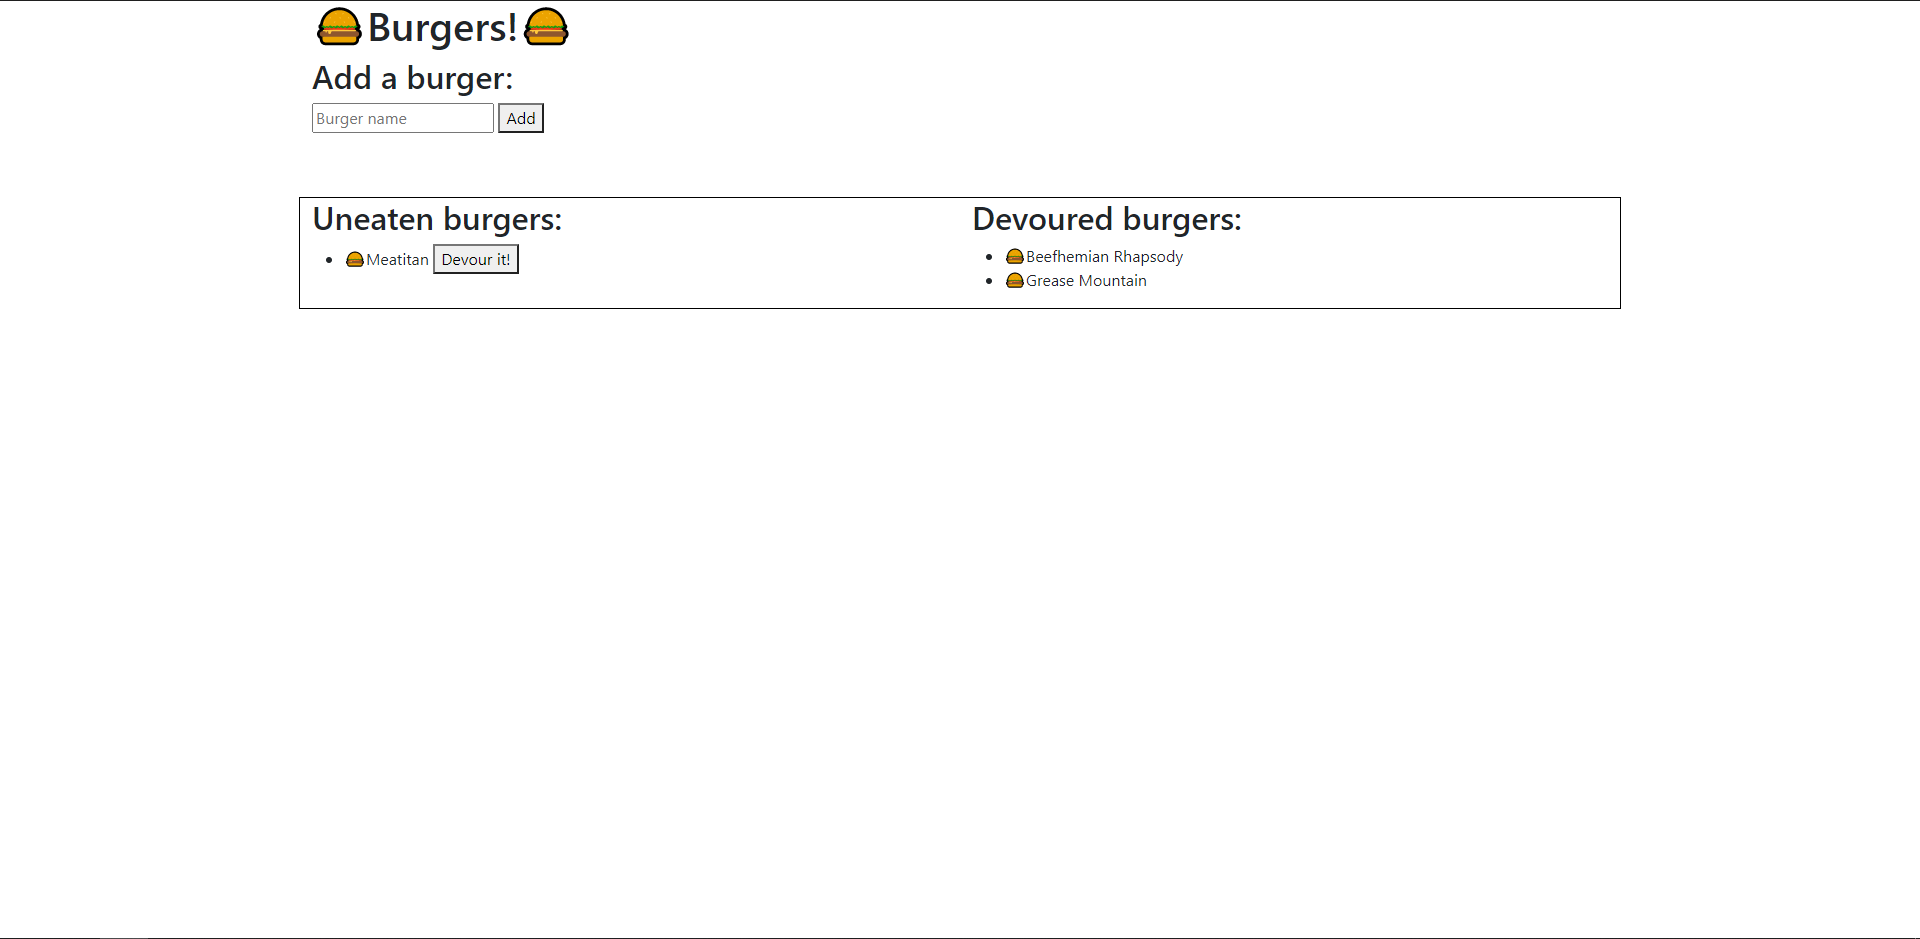 🍔Burgers!🍔
Add a burger:
Burger name Add
Uneaten burgers:
🍔Meatitan Devour it!
Devoured burgers:
🍔Beefhemian Rhapsody
🍔Grease Mountain